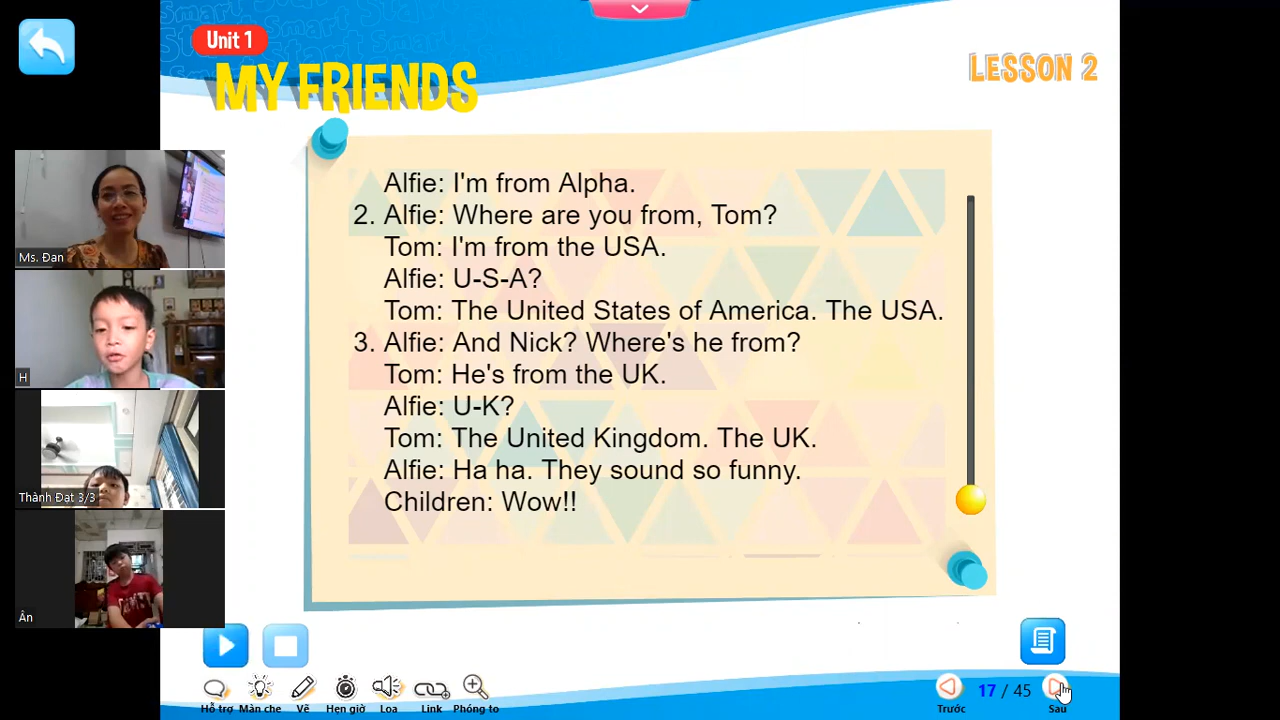 Unit 1
MY FRIENDS
LESSON 2
Alfie: I'm from Alpha.
2. Alfie: Where are you from, Tom?
Tom: I'm from the USA.
Alfie: U-S-A?
Tom: The United States of America. The USA.
3. Alfie: And Nick? Where's he from?
Tom: He's from the UK.
Alfie: U-K?
Tom: The United Kingdom. The UK.
Alfie: Ha ha. They sound so funny.
Children: Wow!!
Ms. Đan
H
Thành Đạt 3/3
Ân
Hỗ trợ Màn che Vẽ Hẹn giờ Loa Link Phóng to
Trước 17 / 45 Sau